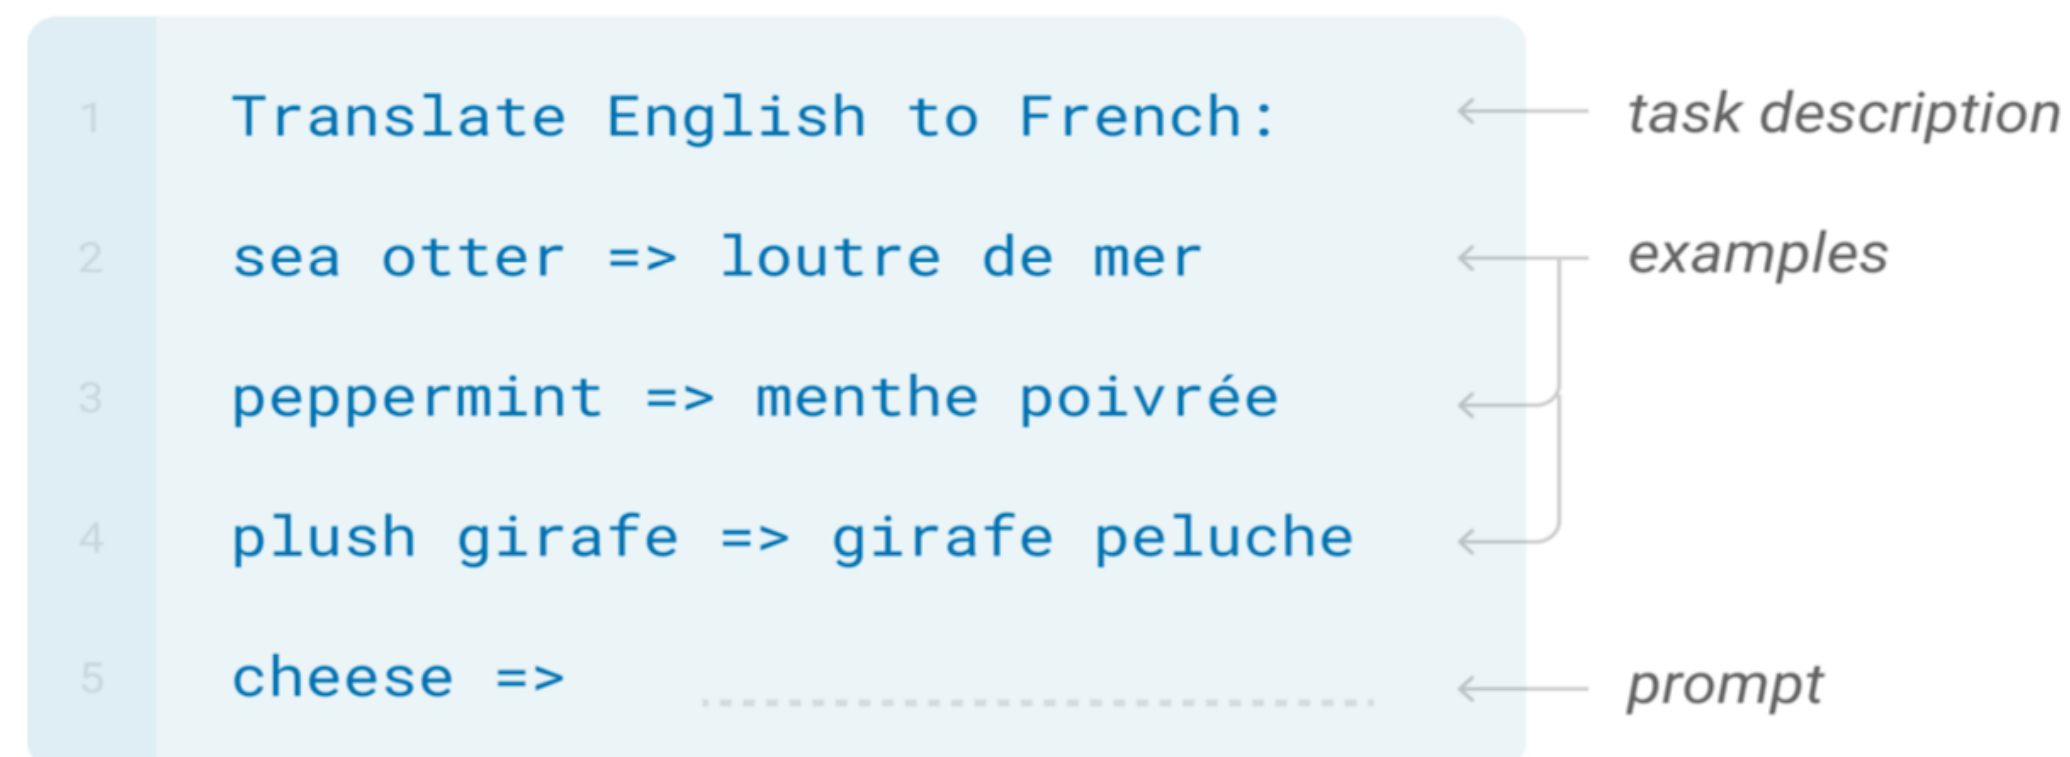 1 Translate English to French: task description
2 sea otter => loutre de mer examples
3 peppermint => menthe poivrée
4 plush girafe => girafe peluche
5 cheese => prompt